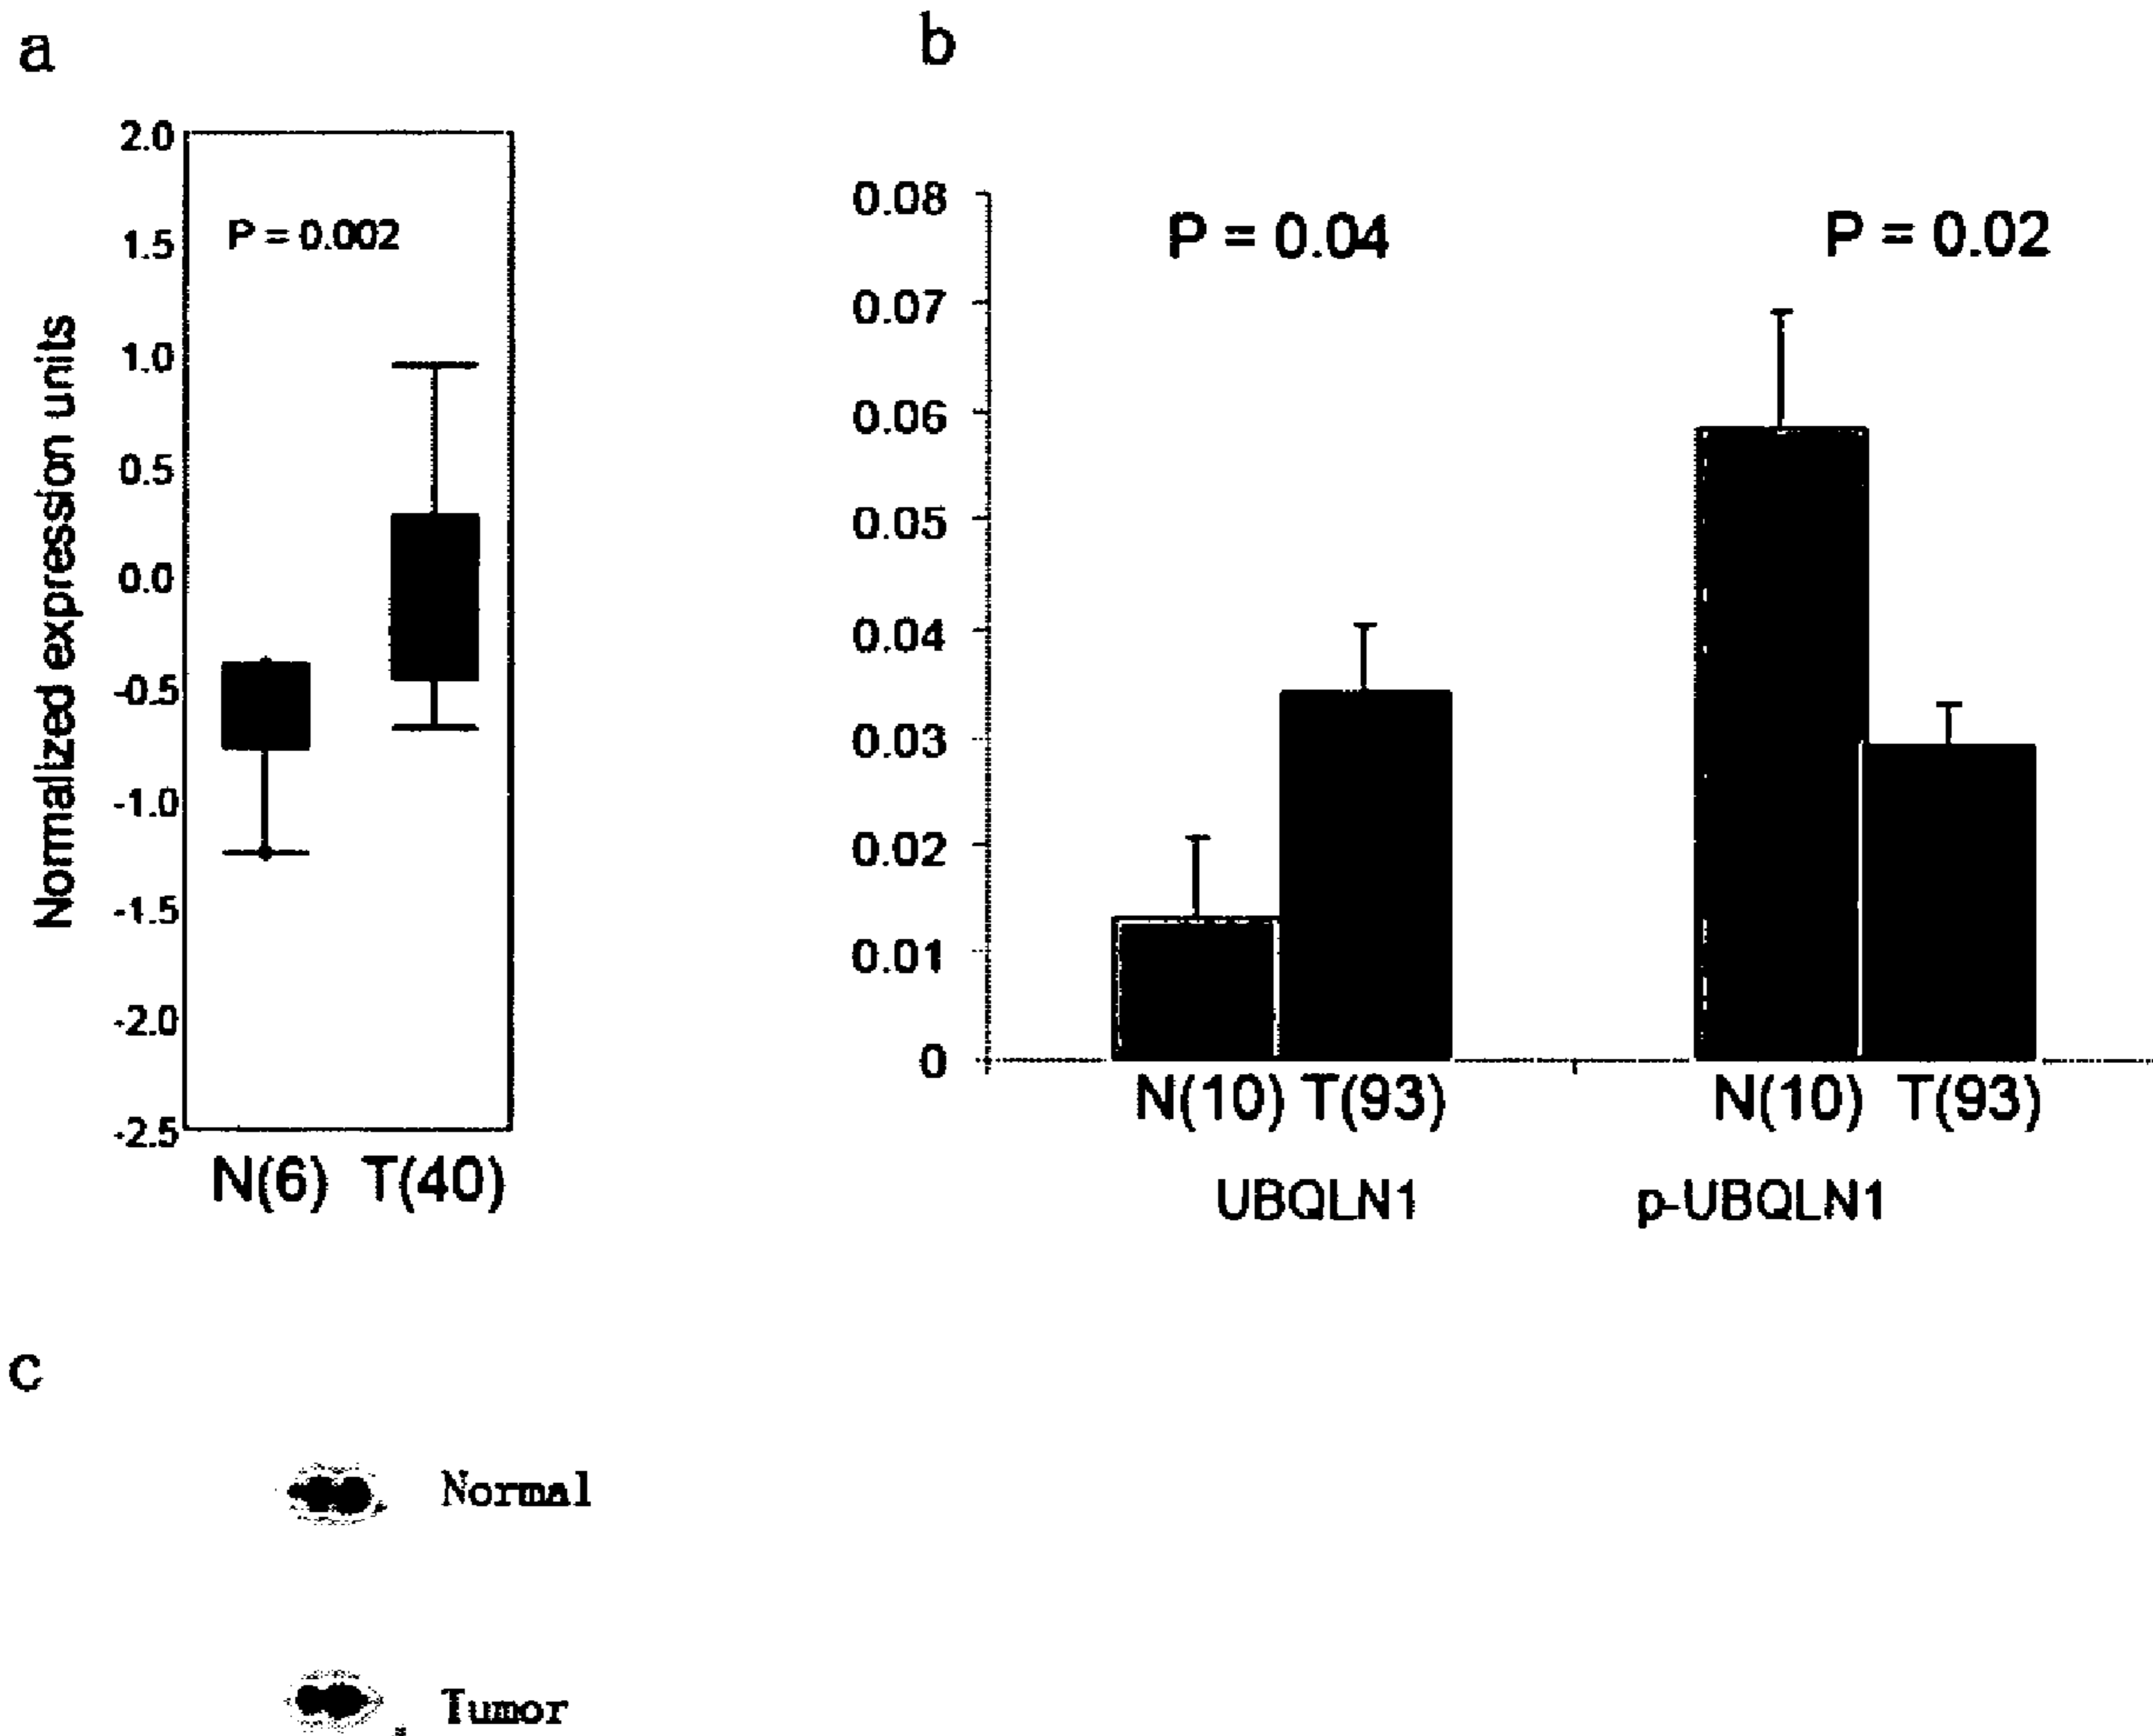 a
2.0
1.5
1.0
0.5
0.0
-0.5
-1.0
-1.5
-2.0
-2.5
Normalized expression units
P = 0.002
N(6) T(40)
b
0.08
0.07
0.06
0.05
0.04
0.03
0.02
0.01
0
P = 0.04
P = 0.02
N(10) T(93)
N(10) T(93)
UBQLN1
p-UBQLN1
c
Normal
Tumor